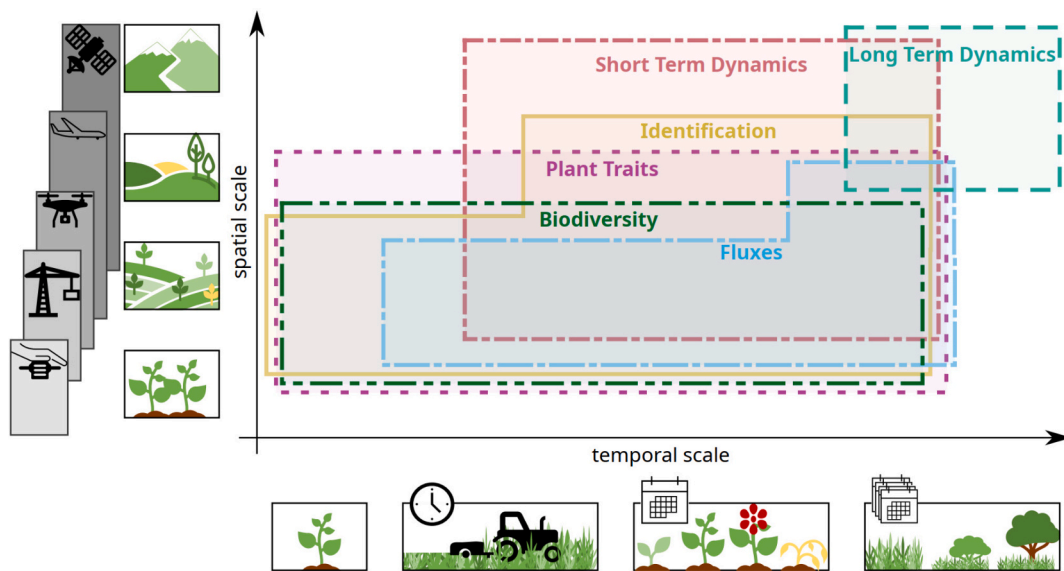 Long Term Dynamics
Short Term Dynamics
Identification
Plant Traits
Biodiversity
Fluxes
spatial scale
temporal scale